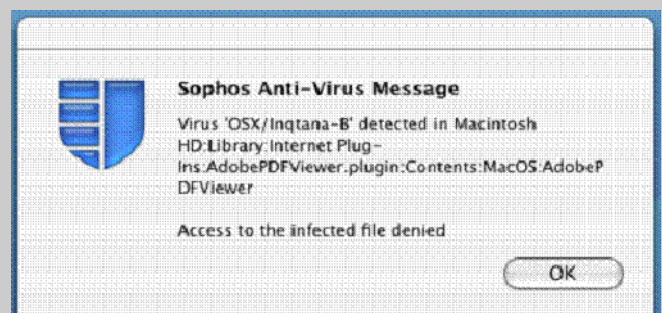 Sophos Anti-Virus Message
Virus 'OSX/Inqtana-B' detected in Macintosh
HD:Library:Internet Plug-
Ins:AdobePDFViewer.plugin:Contents:MacOS:AdobeP
DFViewer
Access to the infected file denied
OK